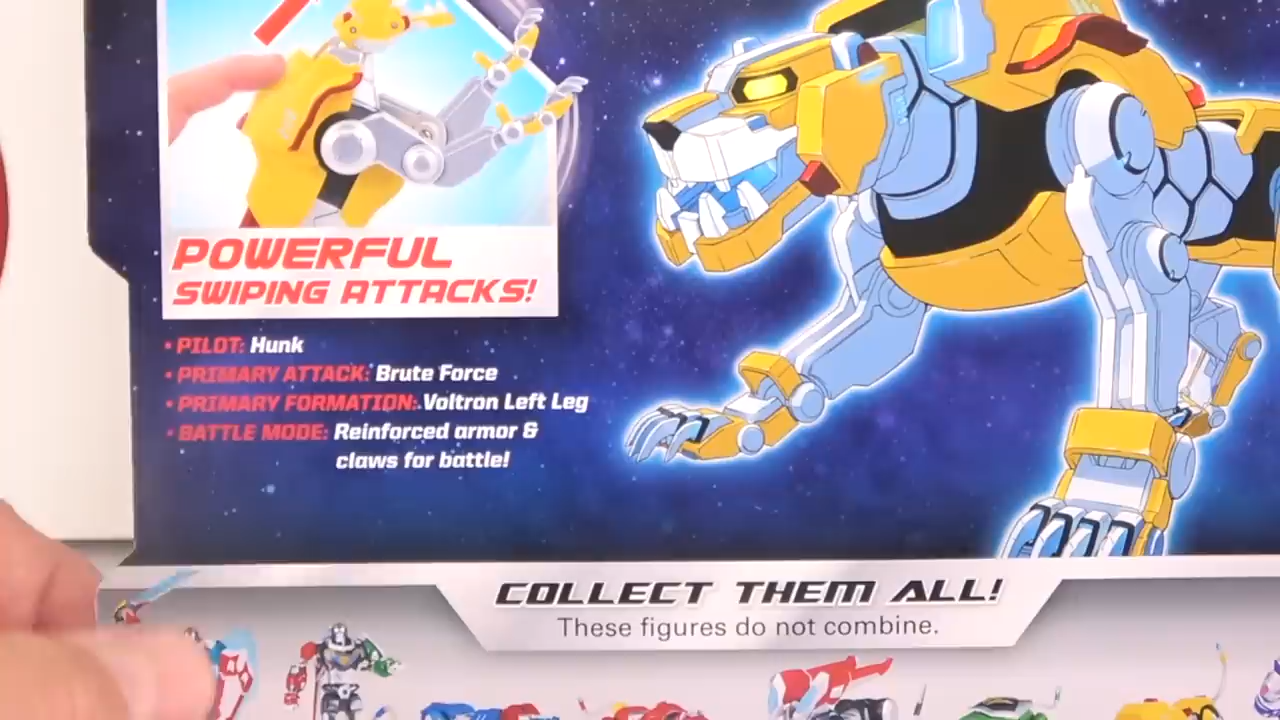 POWERFUL
SWIPING ATTACKS!
• PILOT: Hunk
• PRIMARY ATTACK: Brute Force
• PRIMARY FORMATION: Voltron Left Leg
• BATTLE MODE: Reinforced armor &
claws for battle!
COLLECT THEM ALL!
These figures do not combine.